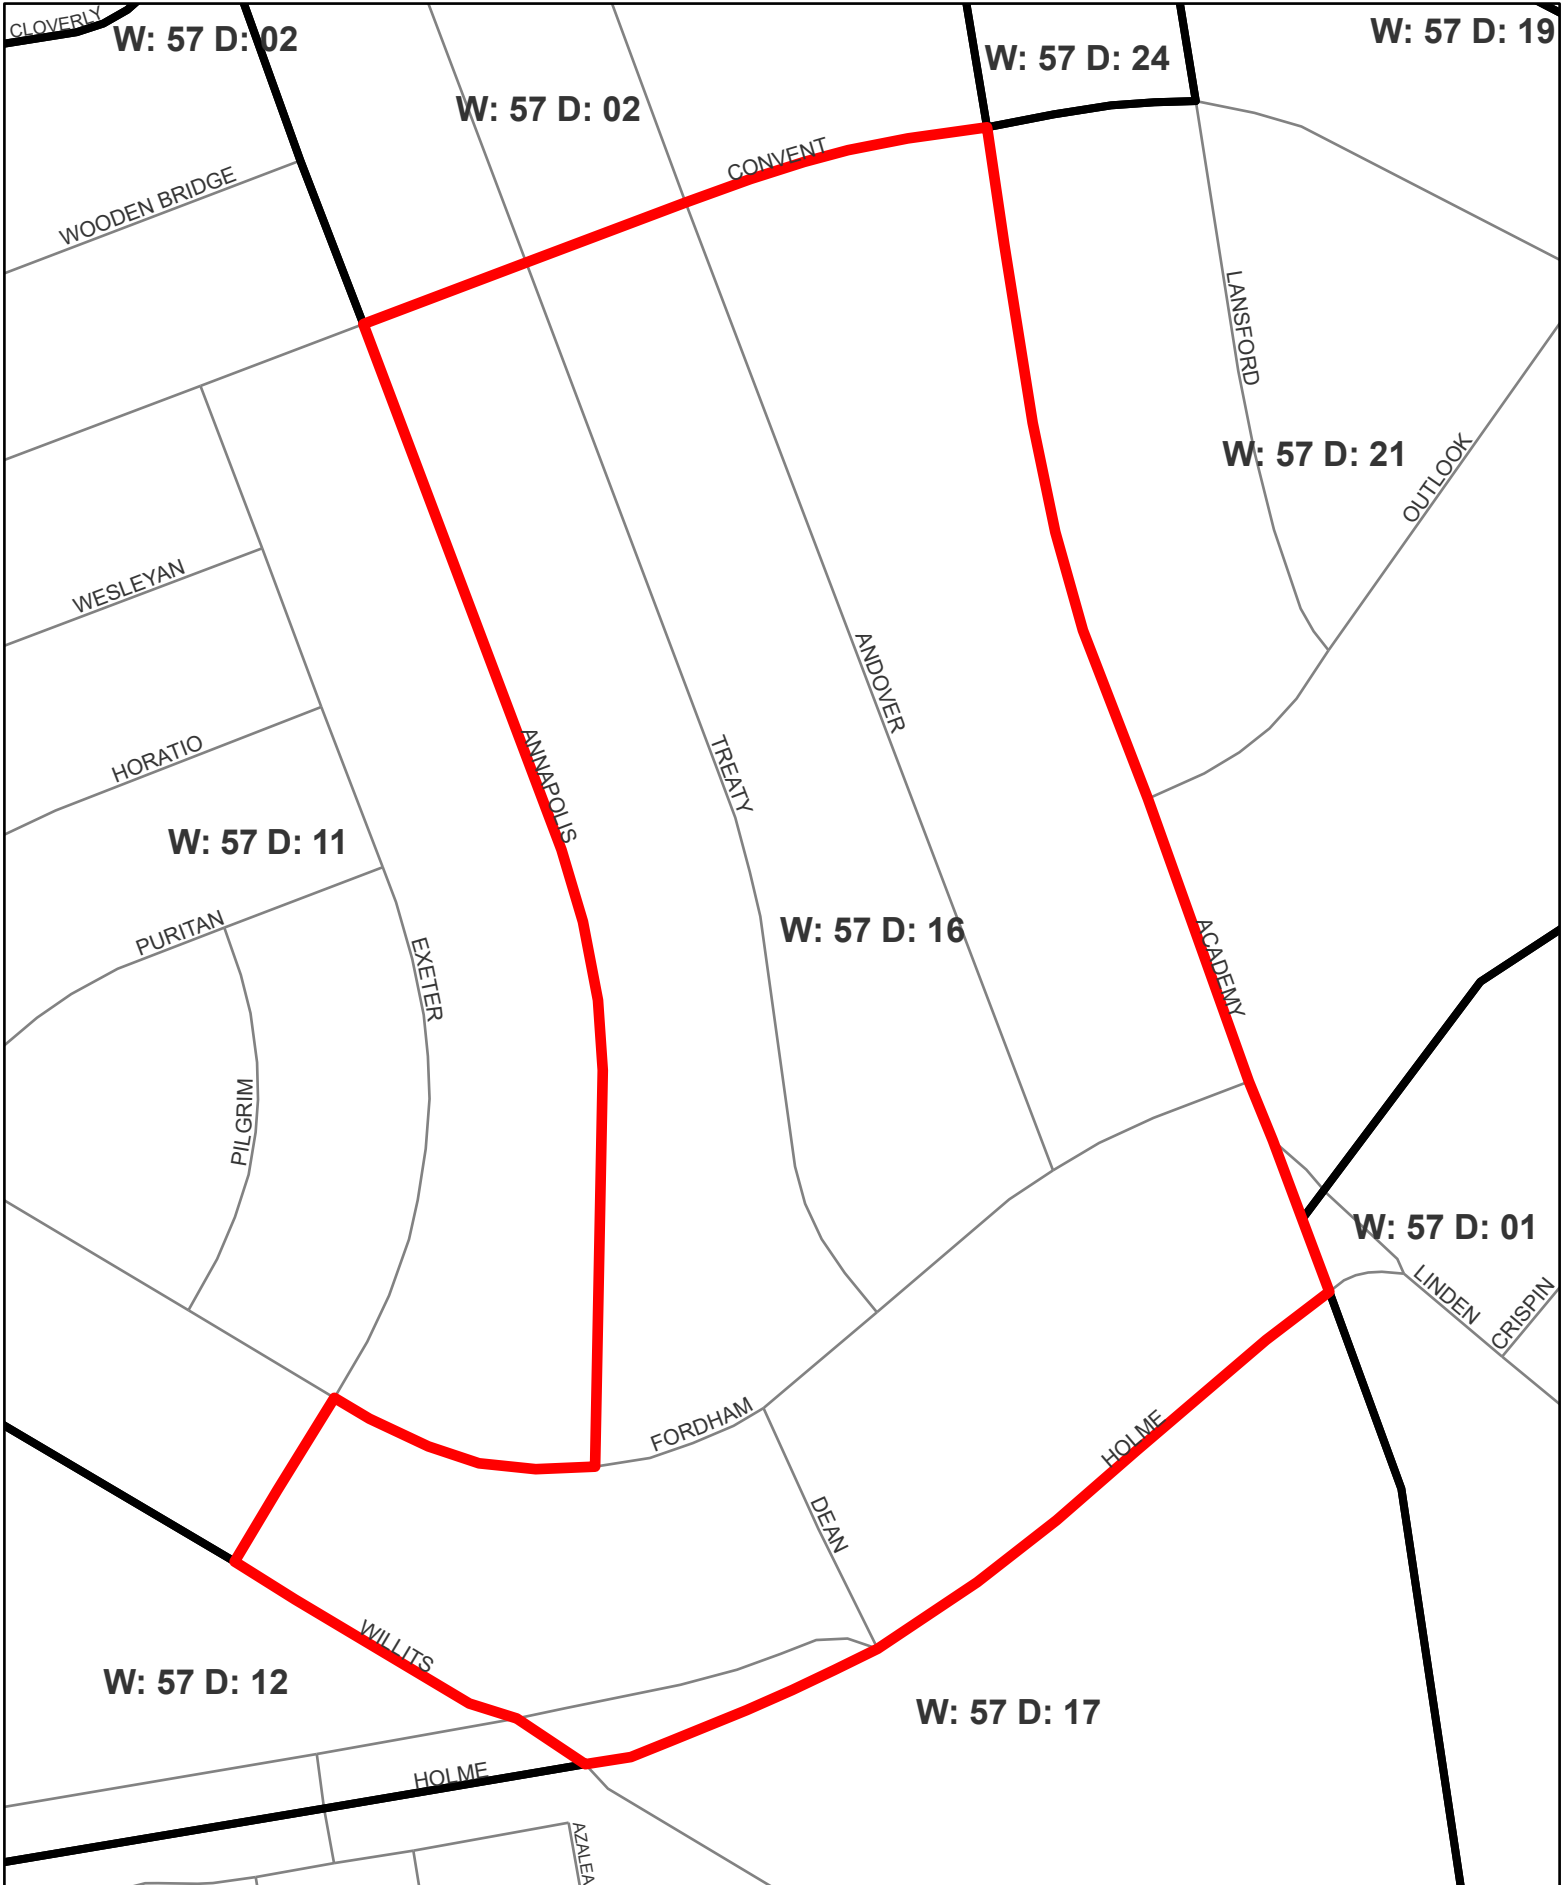 CLOVERLY
W: 57 D: 02
W: 57 D: 19
W: 57 D: 24
W: 57 D: 02
CONVENT
WOODEN BRIDGE
LANSFORD
W: 57 D: 21
OUTLOOK
WESLEYAN
ANDOVER
HORATIO
ANNAPOLIS
TREATY
W: 57 D: 11
PURITAN
W: 57 D: 16
EXETER
ACADEMY
PILGRIM
W: 57 D: 01
LINDEN
CRISPIN
FORDHAM
HOLME
DEAN
WILLITS
W: 57 D: 12
W: 57 D: 17
HOLME
AZALEA